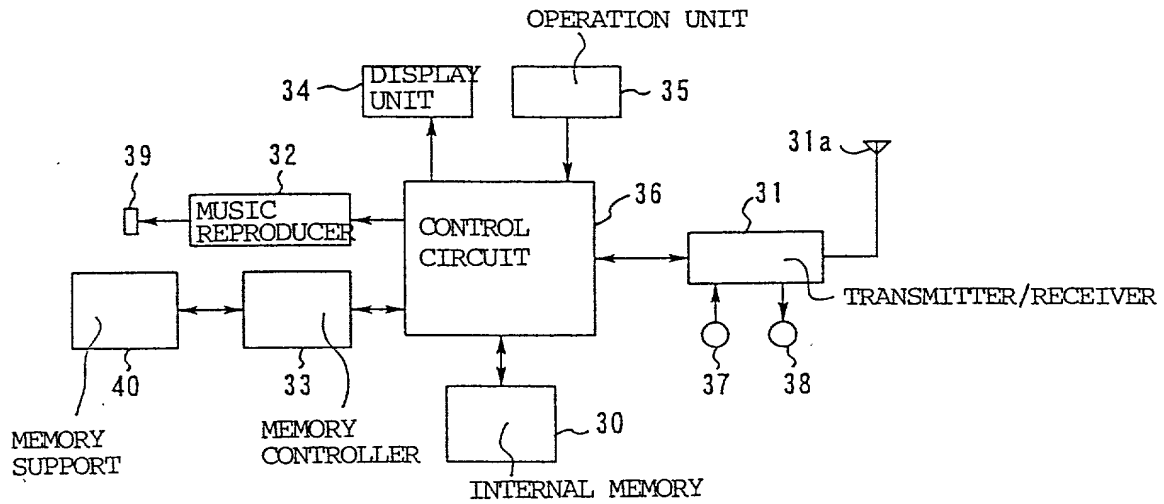 OPERATION UNIT
34
DISPLAY
UNIT
35
31a
39
32
MUSIC
REPRODUCER
CONTROL
CIRCUIT
36
31
TRANSMITTER/RECEIVER
40
33
37
38
MEMORY
SUPPORT
MEMORY
CONTROLLER
30
INTERNAL MEMORY